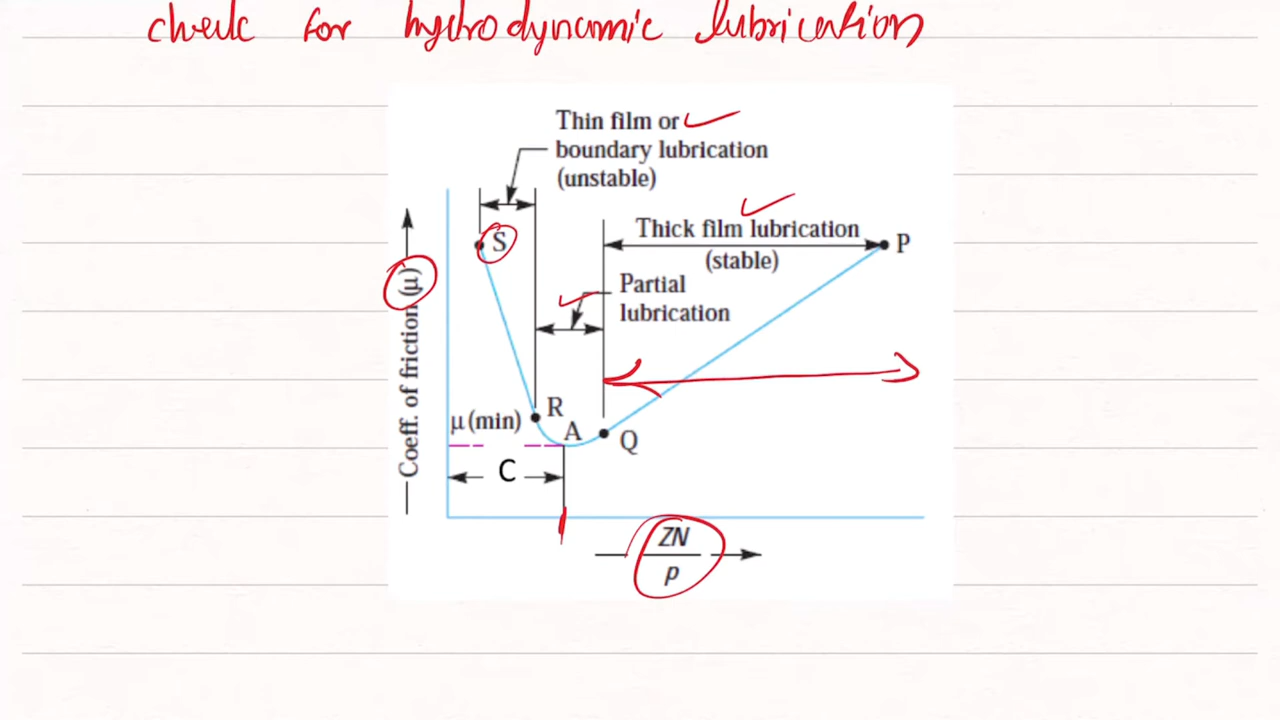 check for hydrodynamic lubrication
Thin film or
boundary lubrication
(unstable)
S
Thick film lubrication
(stable)
P
Partial
lubrication
Coeff. of friction (μ)
R
μ (min)
A
Q
C
ZN
p